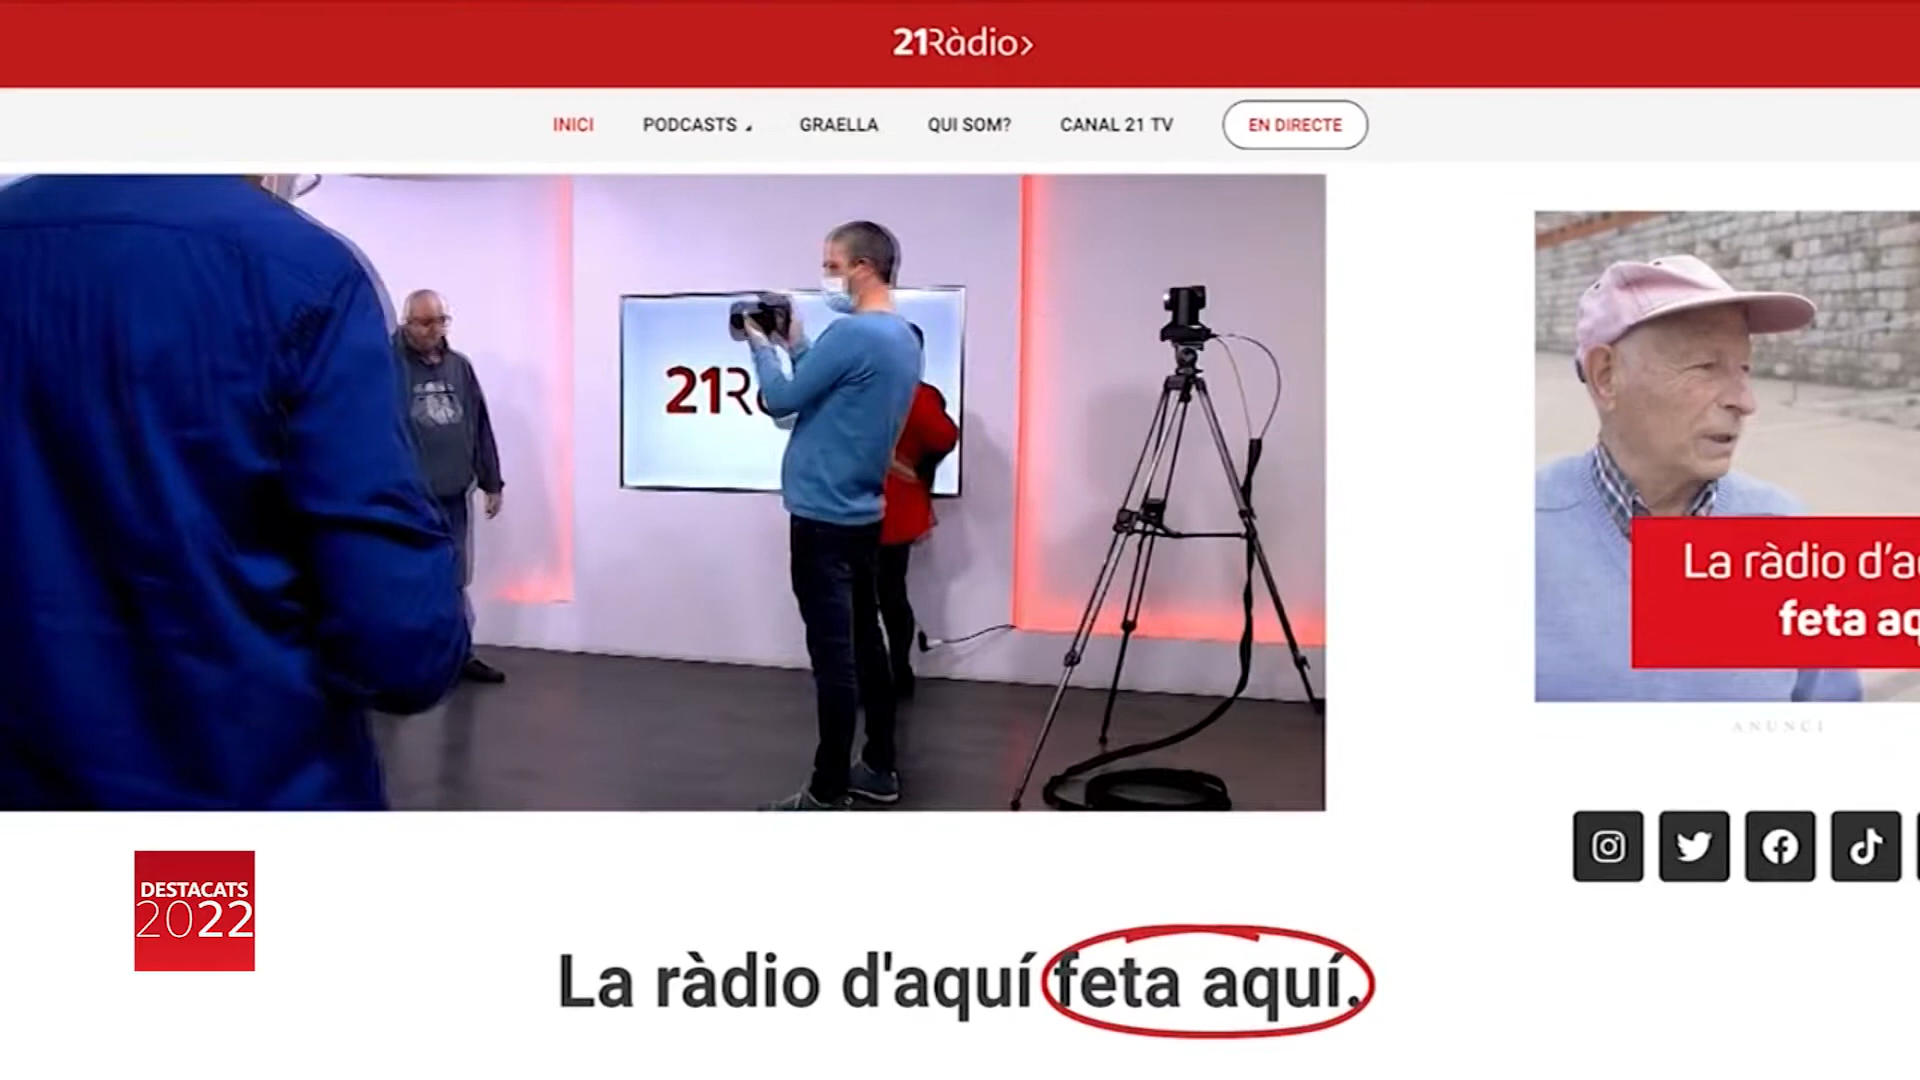 21Ràdio>
INICI
PODCASTS
GRAELLA
QUI SOM?
CANAL 21 TV
EN DIRECTE
21R
La ràdio d'a
feta aq
ANUNCI
DESTACATS
2022
La ràdio d'aquí feta aquí.